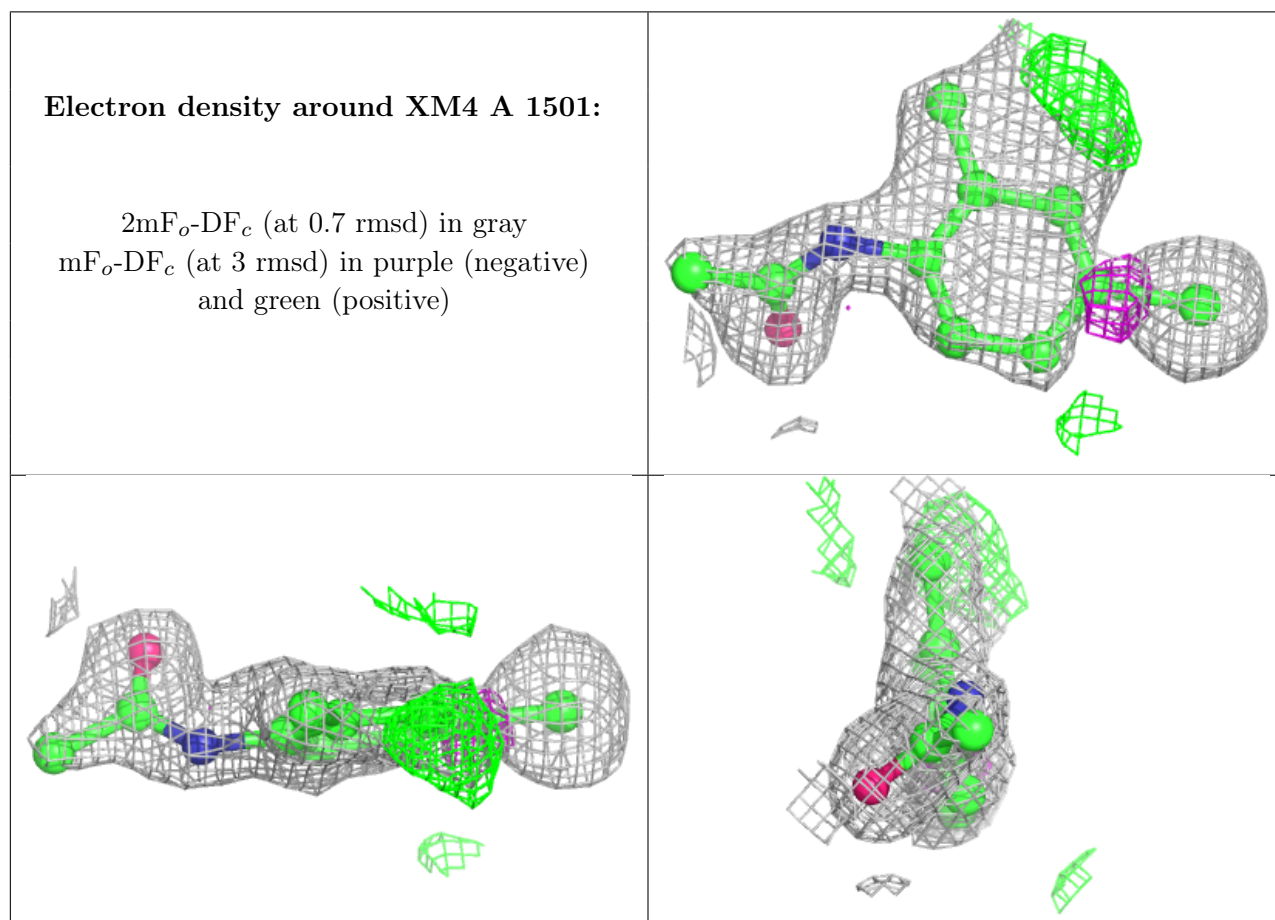 Electron density around XM4 A 1501:
2mFo-DFc (at 0.7 rmsd) in gray
mFo-DFc (at 3 rmsd) in purple (negative)
and green (positive)